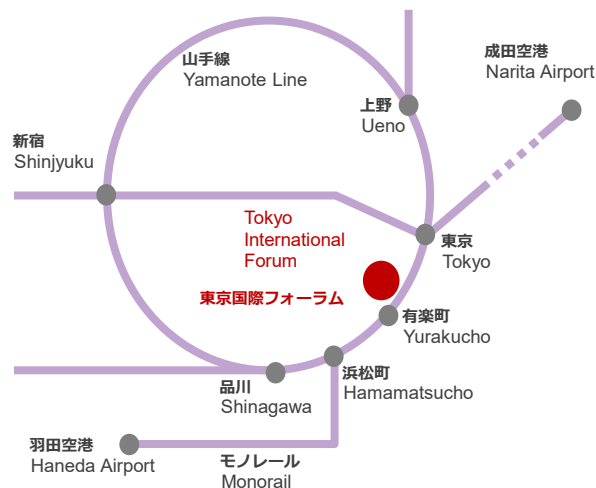 山手線
Yamanote Line
成田空港
Narita Airport
上野
Ueno
新宿
Shinjyuku
Tokyo
International
Forum
東京国際フォーラム
東京
Tokyo
有楽町
Yurakucho
浜松町
Hamamatsucho
品川
Shinagawa
羽田空港
Haneda Airport
モノレール
Monorail